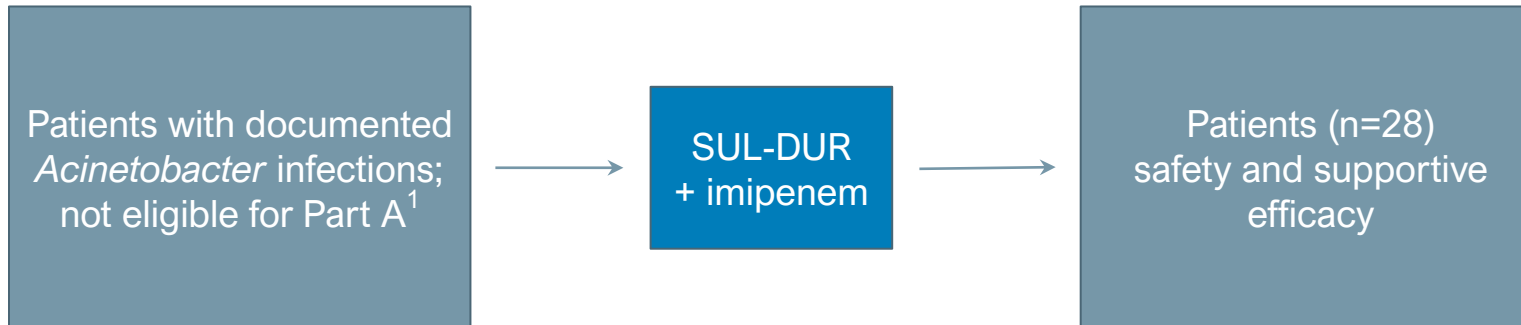 Patients with documented
Acinetobacter infections;
not eligible for Part A¹
SUL-DUR
+ imipenem
Patients (n=28)
safety and supportive
efficacy